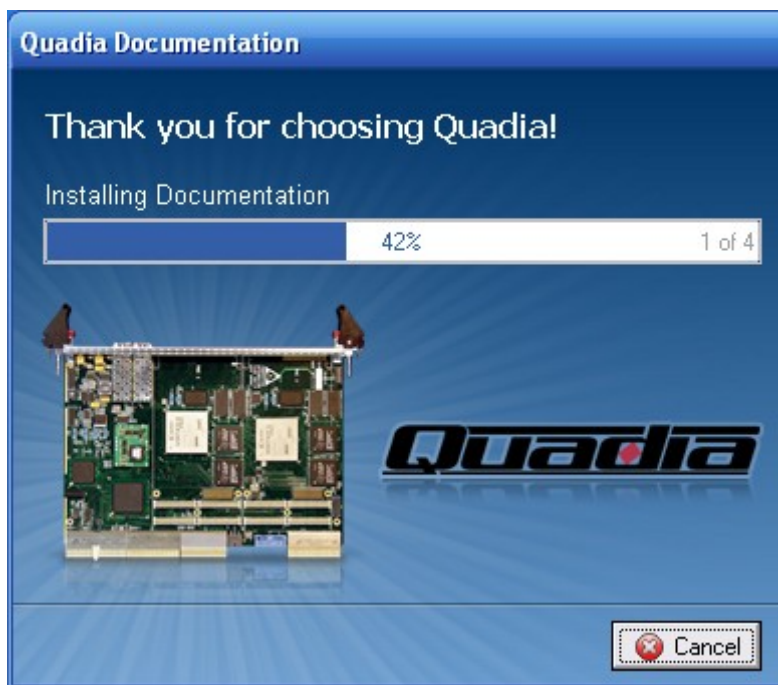 Quadia Documentation
Thank you for choosing Quadia!
Installing Documentation
42%
1 of 4
Quadia
Cancel